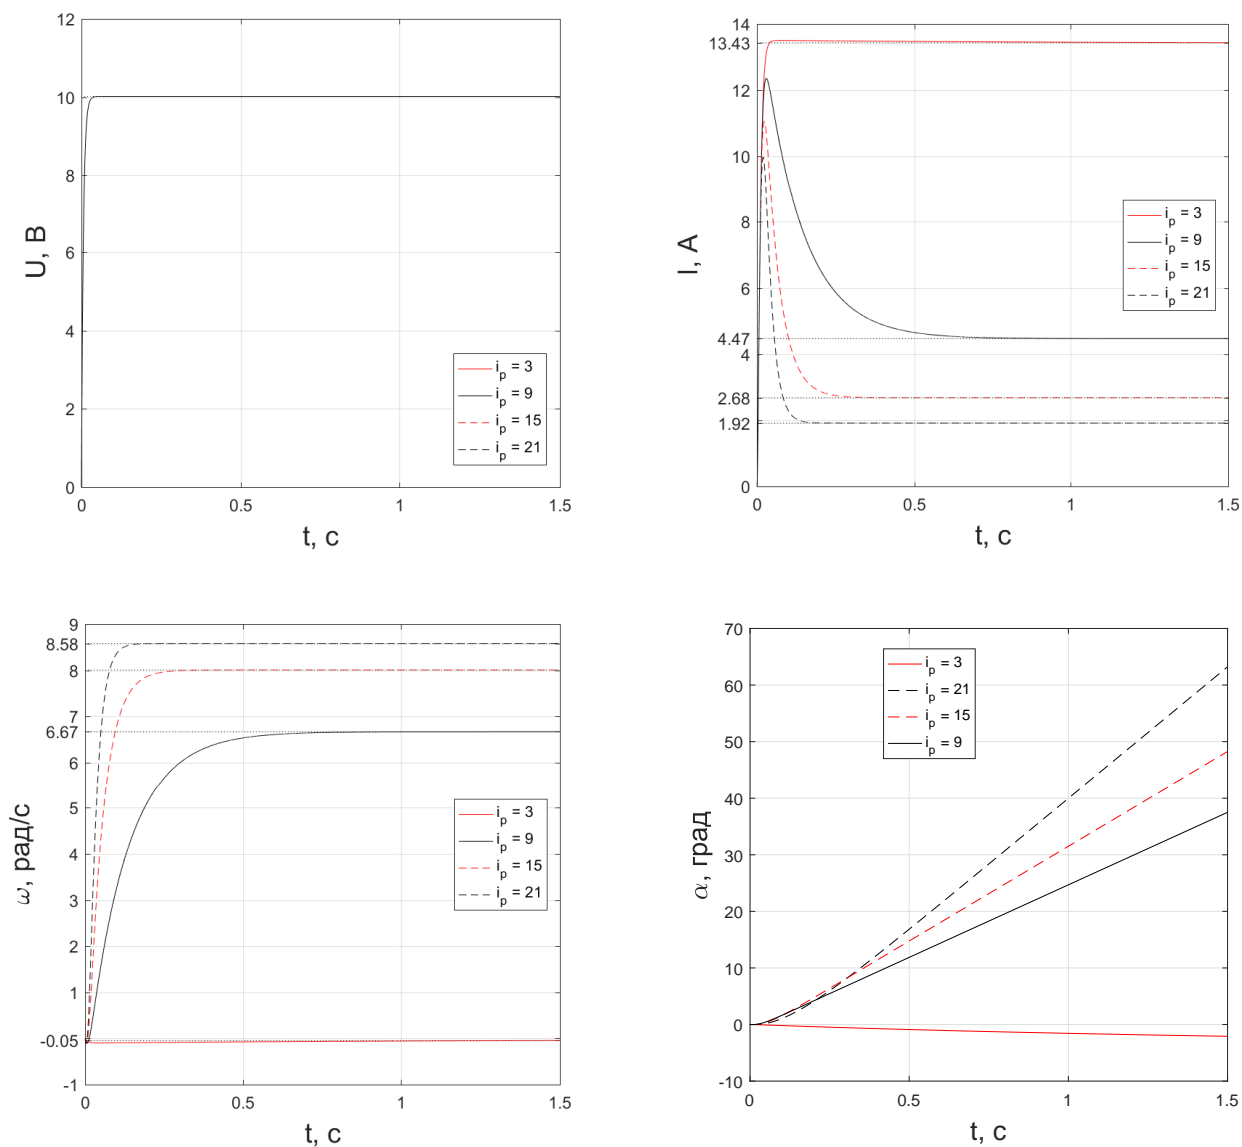 12
10
8
6
4
2
0
U, В
i_p = 3
i_p = 9
i_p = 15
i_p = 21
0 0.5 1 1.5
t, с
14
13.43
12
10
8
6
4.47
4
2.68
1.92
0
I, А
i_p = 3
i_p = 9
i_p = 15
i_p = 21
0 0.5 1 1.5
t, с
9
8.58
8
7
6.67
6
5
4
3
2
1
-0.05
-1
ω, рад/с
i_p = 3
i_p = 9
i_p = 15
i_p = 21
0 0.5 1 1.5
t, с
70
60
50
40
30
20
10
0
-10
α, град
i_p = 3
i_p = 21
i_p = 15
i_p = 9
0 0.5 1 1.5
t, с